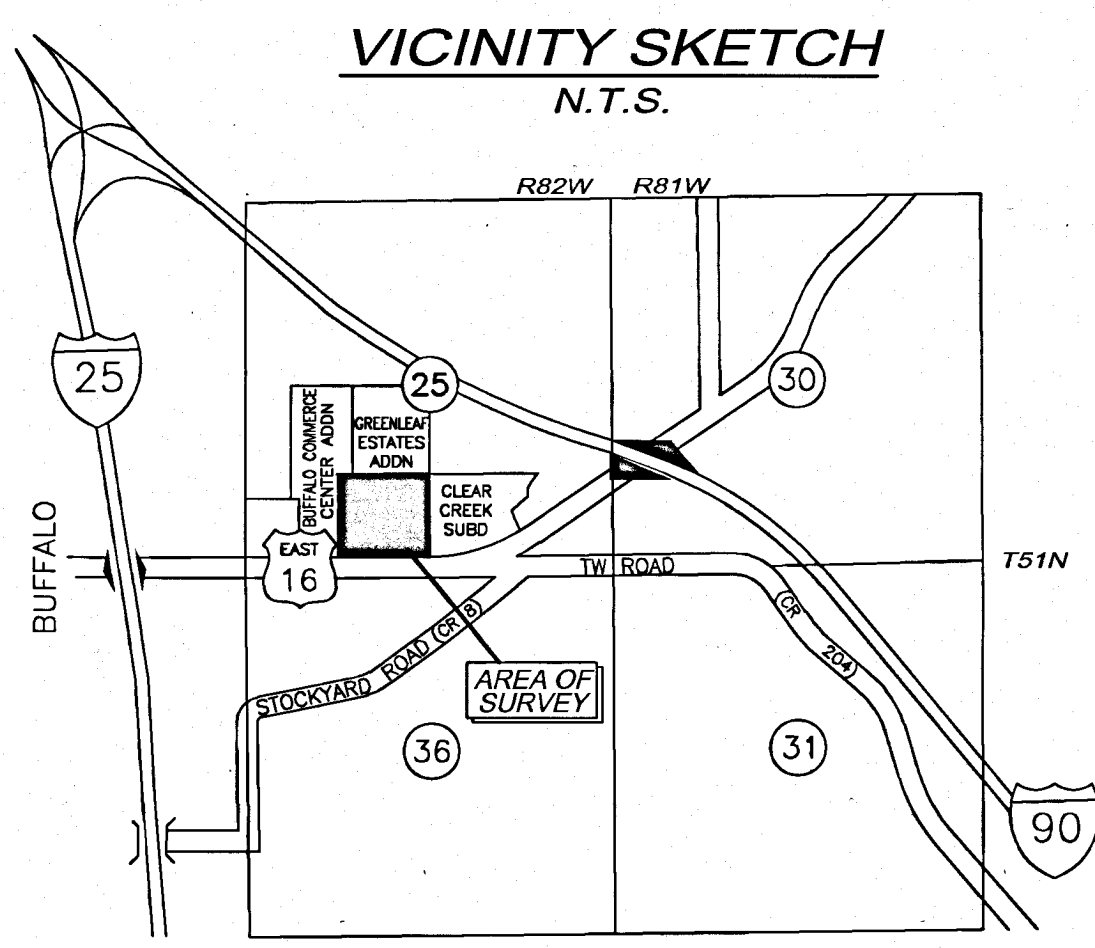 VICINITY SKETCH
N.T.S.
R82W
R81W
25
25
30
BUFFALO COMMERCE
CENTER ADDN
GREENLEAF
ESTATES
ADDN
CLEAR
CREEK
SUBD
BUFFALO
EAST
16
TW ROAD
T51N
(CR
204)
STOCKYARD ROAD (CR 8)
AREA OF
SURVEY
36
31
90